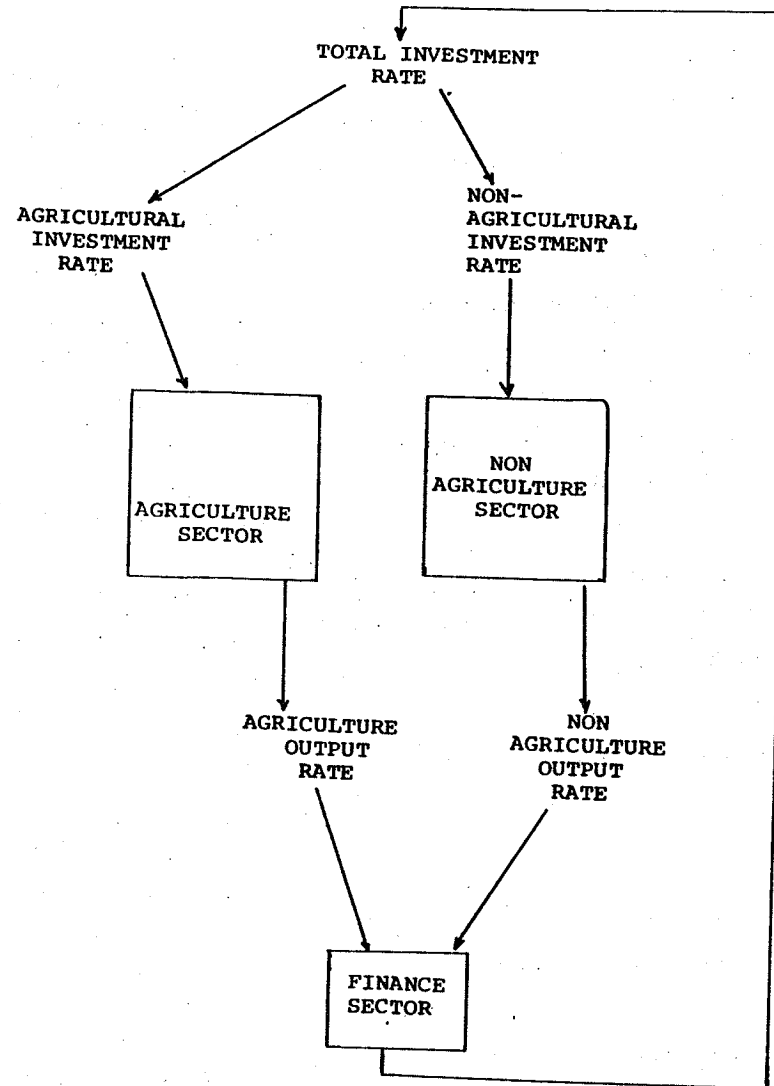 TOTAL INVESTMENT
RATE
AGRICULTURAL
INVESTMENT
RATE
NON-
AGRICULTURAL
INVESTMENT
RATE
AGRICULTURE
SECTOR
NON
AGRICULTURE
SECTOR
AGRICULTURE
OUTPUT
RATE
NON
AGRICULTURE
OUTPUT
RATE
FINANCE
SECTOR